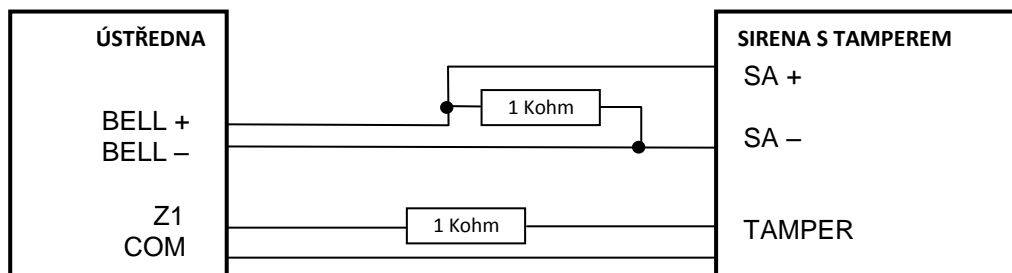 ÚSTŘEDNA
BELL +
BELL –
Z1
COM
1 Kohm
1 Kohm
SIRENA S TAMPEREM
SA +
SA –
TAMPER